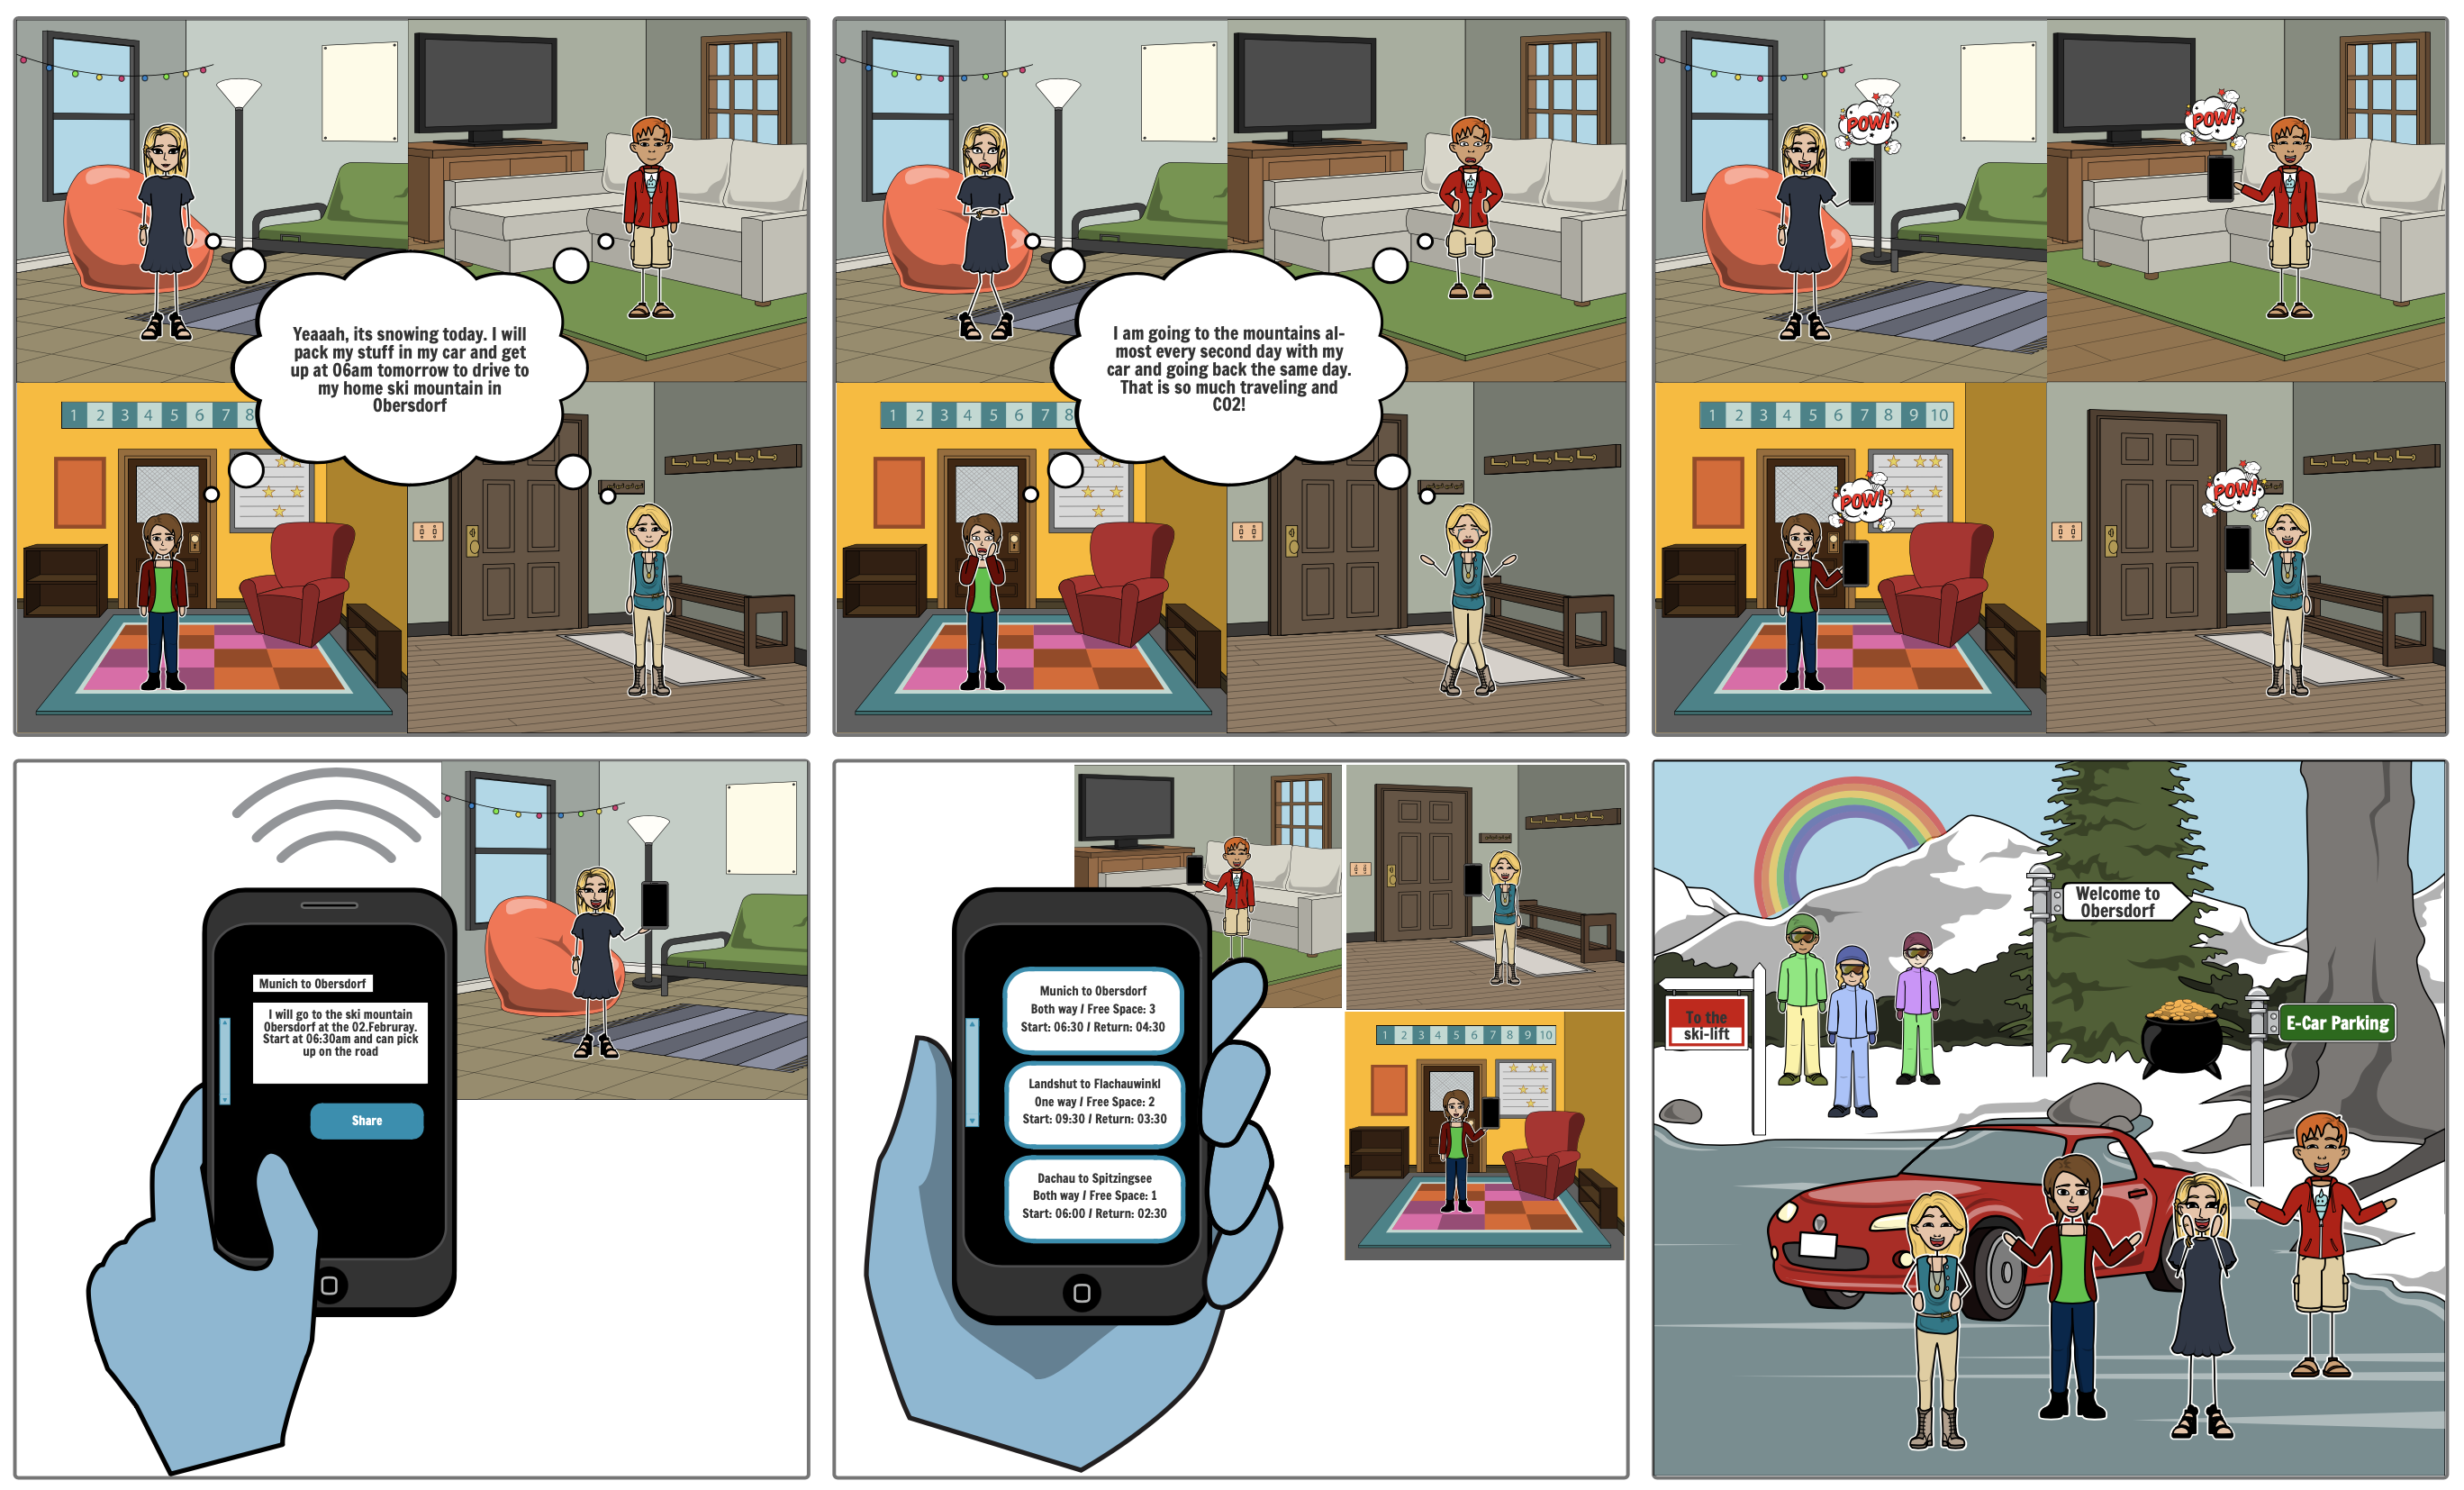 Yeaaah, its snowing today. I will
pack my stuff in my car and get
up at 06am tomorrow to drive to
my home ski mountain in
Obersdorf
1 2 3 4 5 6 7 8
I am going to the mountains al-
most every second day with my
car and going back the same day.
That is so much traveling and
CO2!
1 2 3 4 5 6 7 8
POW!
POW!
1 2 3 4 5 6 7 8 9 10
POW!
POW!
Munich to Obersdorf
I will go to the ski mountain
Obersdorf at the 02.Februray.
Start at 06:30am and can pick
up on the road
Share
Munich to Obersdorf
Both way / Free Space: 3
Start: 06:30 / Return: 04:30
Landshut to Flachauwinkl
One way / Free Space: 2
Start: 09:30 / Return: 03:30
Dachau to Spitzingsee
Both way / Free Space: 1
Start: 06:00 / Return: 02:30
1 2 3 4 5 6 7 8 9 10
Welcome to
Obersdorf
To the
ski-lift
E-Car Parking